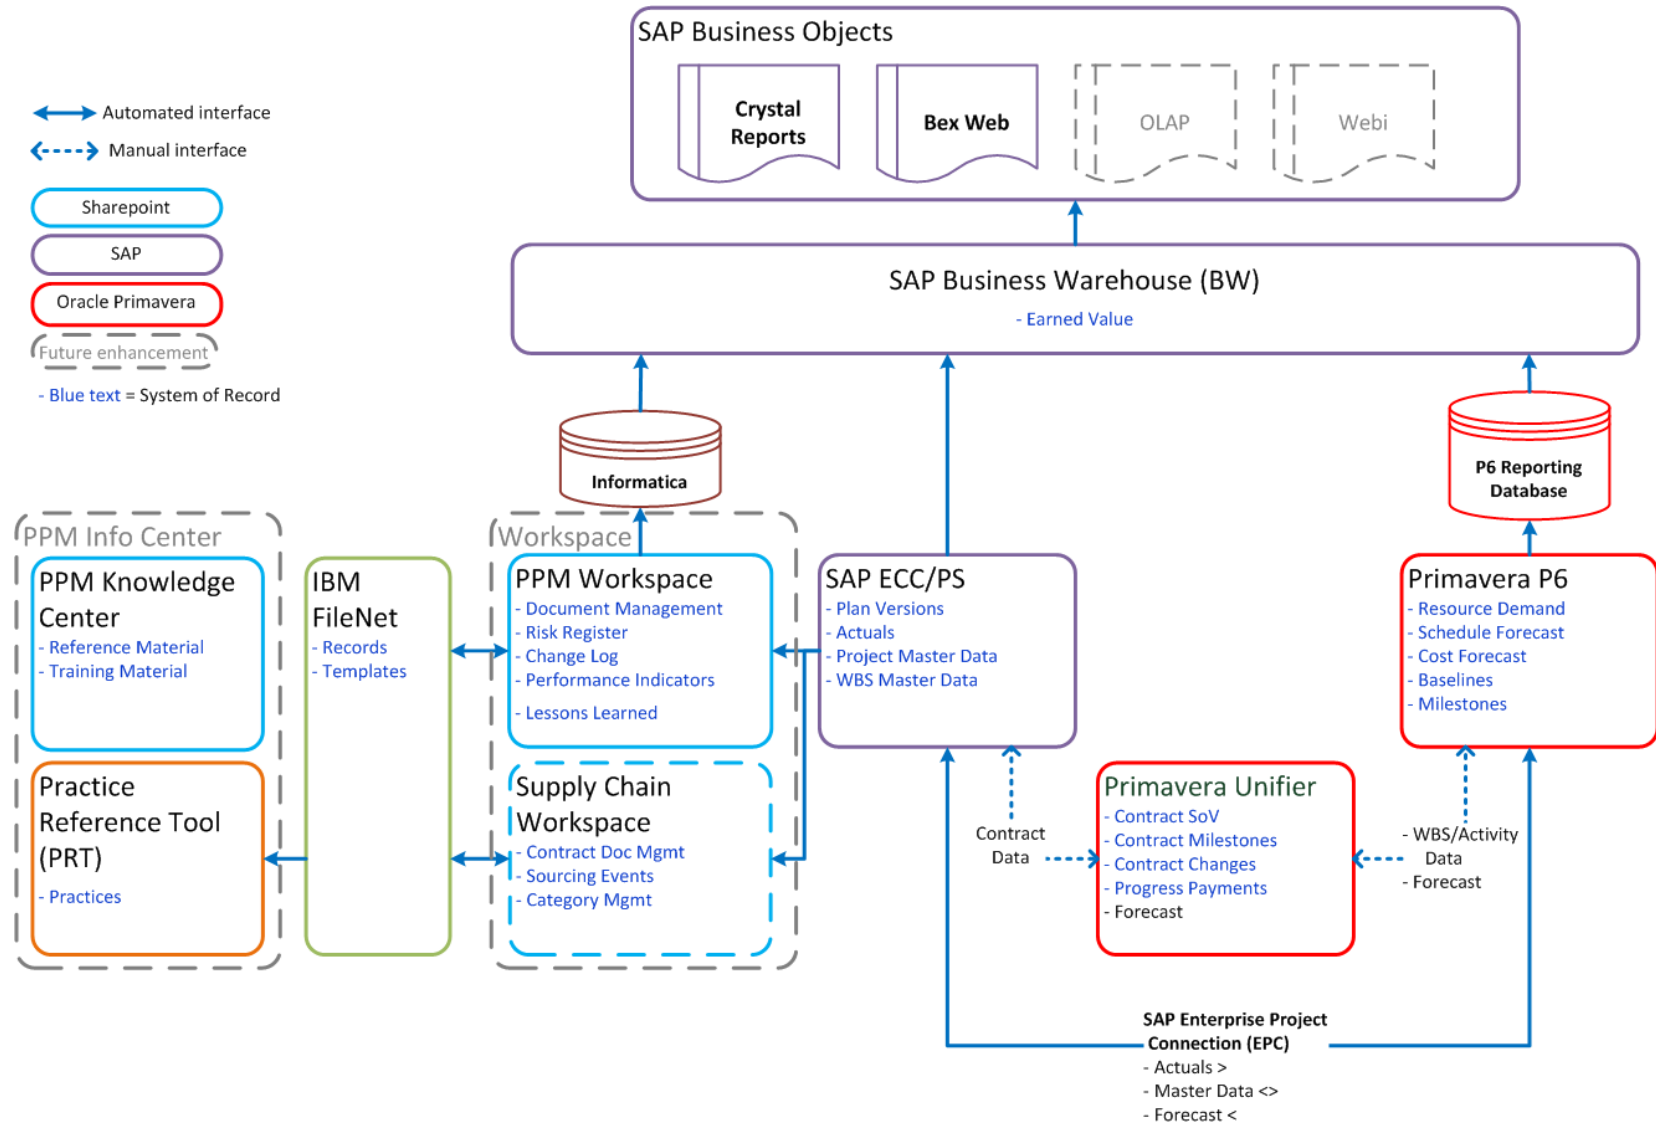 SAP Business Objects
Crystal
Reports
Bex Web
OLAP
Webi
Automated interface
Manual interface
Sharepoint
SAP
Oracle Primavera
Future enhancement
- Blue text = System of Record
SAP Business Warehouse (BW)
- Earned Value
Informatica
P6 Reporting
Database
PPM Info Center
PPM Knowledge
Center
- Reference Material
- Training Material
Practice
Reference Tool
(PRT)
- Practices
IBM
FileNet
- Records
- Templates
Workspace
PPM Workspace
- Document Management
- Risk Register
- Change Log
- Performance Indicators
- Lessons Learned
Supply Chain
Workspace
- Contract Doc Mgmt
- Sourcing Events
- Category Mgmt
SAP ECC/PS
- Plan Versions
- Actuals
- Project Master Data
- WBS Master Data
Primavera P6
- Resource Demand
- Schedule Forecast
- Cost Forecast
- Baselines
- Milestones
Contract
Data
Primavera Unifier
- Contract SoV
- Contract Milestones
- Contract Changes
- Progress Payments
- Forecast
- WBS/Activity
Data
- Forecast
SAP Enterprise Project
Connection (EPC)
- Actuals >
- Master Data <>
- Forecast <